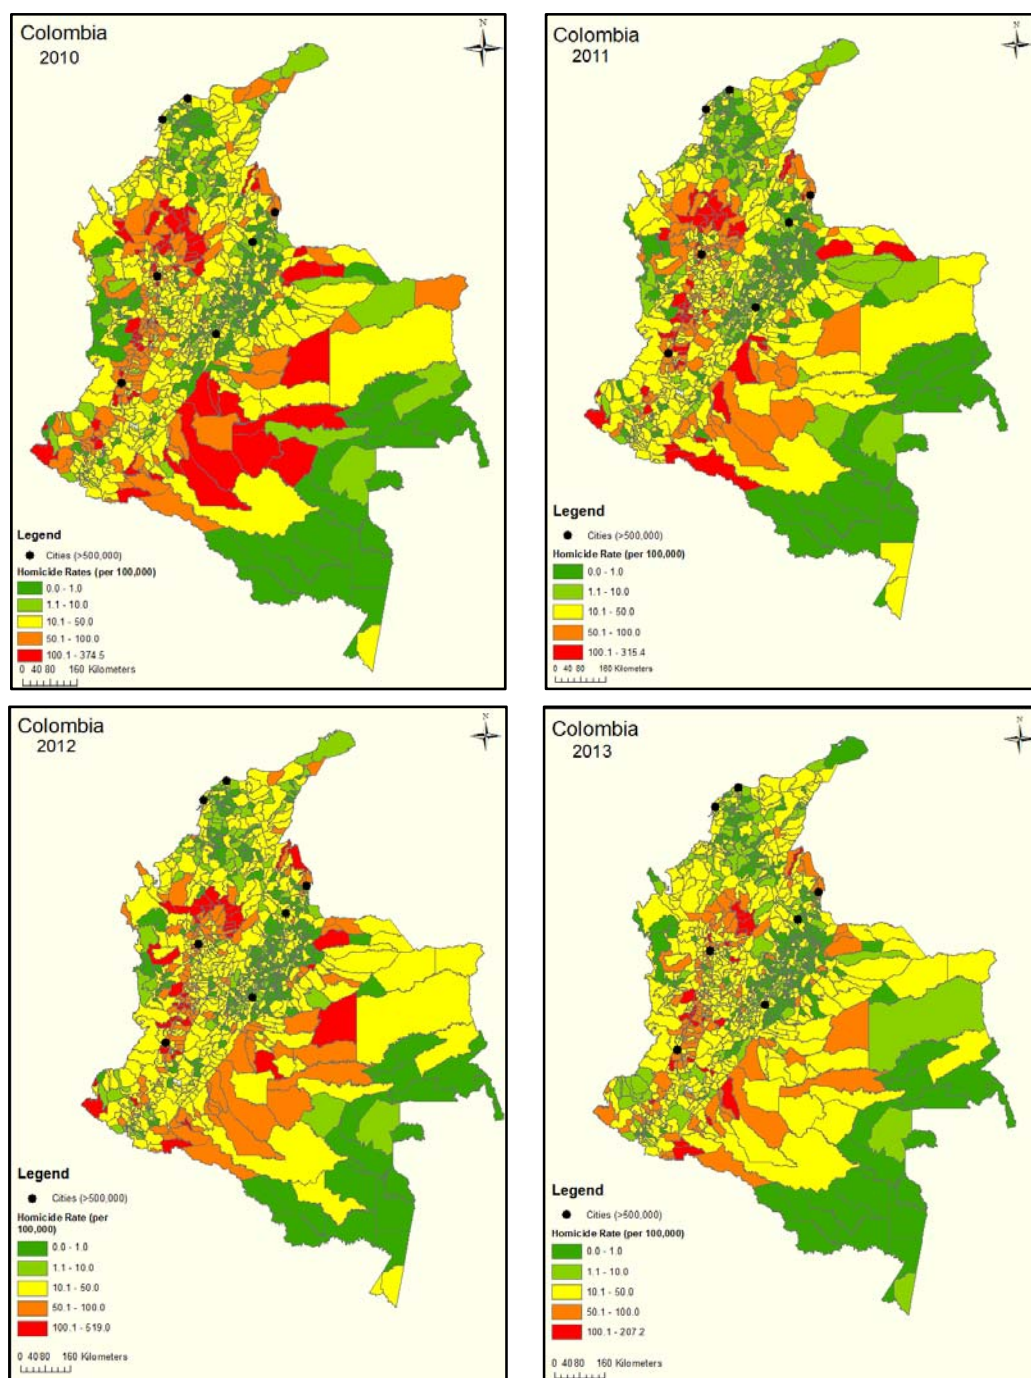 Colombia
2010
N
Legend
Cities (>500,000)
Homicide Rates (per 100,000)
0.0 - 1.0
1.1 - 10.0
10.1 - 50.0
50.1 - 100.0
100.1 - 374.5
0 40 80 160 Kilometers
Colombia
2011
N
Legend
Cities (>500,000)
Homicide Rate (per 100,000)
0.0 - 1.0
1.1 - 10.0
10.1 - 50.0
50.1 - 100.0
100.1 - 315.4
0 40 80 160 Kilometers
Colombia
2012
N
Legend
Cities (>500,000)
Homicide Rate (per
100,000)
0.0 - 1.0
1.1 - 10.0
10.1 - 50.0
50.1 - 100.0
100.1 - 519.0
0 40 80 160 Kilometers
Colombia
2013
N
Legend
Cities (>500,000)
Homicide Rate (per 100,000)
0.0 - 1.0
1.1 - 10.0
10.1 - 50.0
50.1 - 100.0
100.1 - 207.2
0 40 80 160 Kilometers